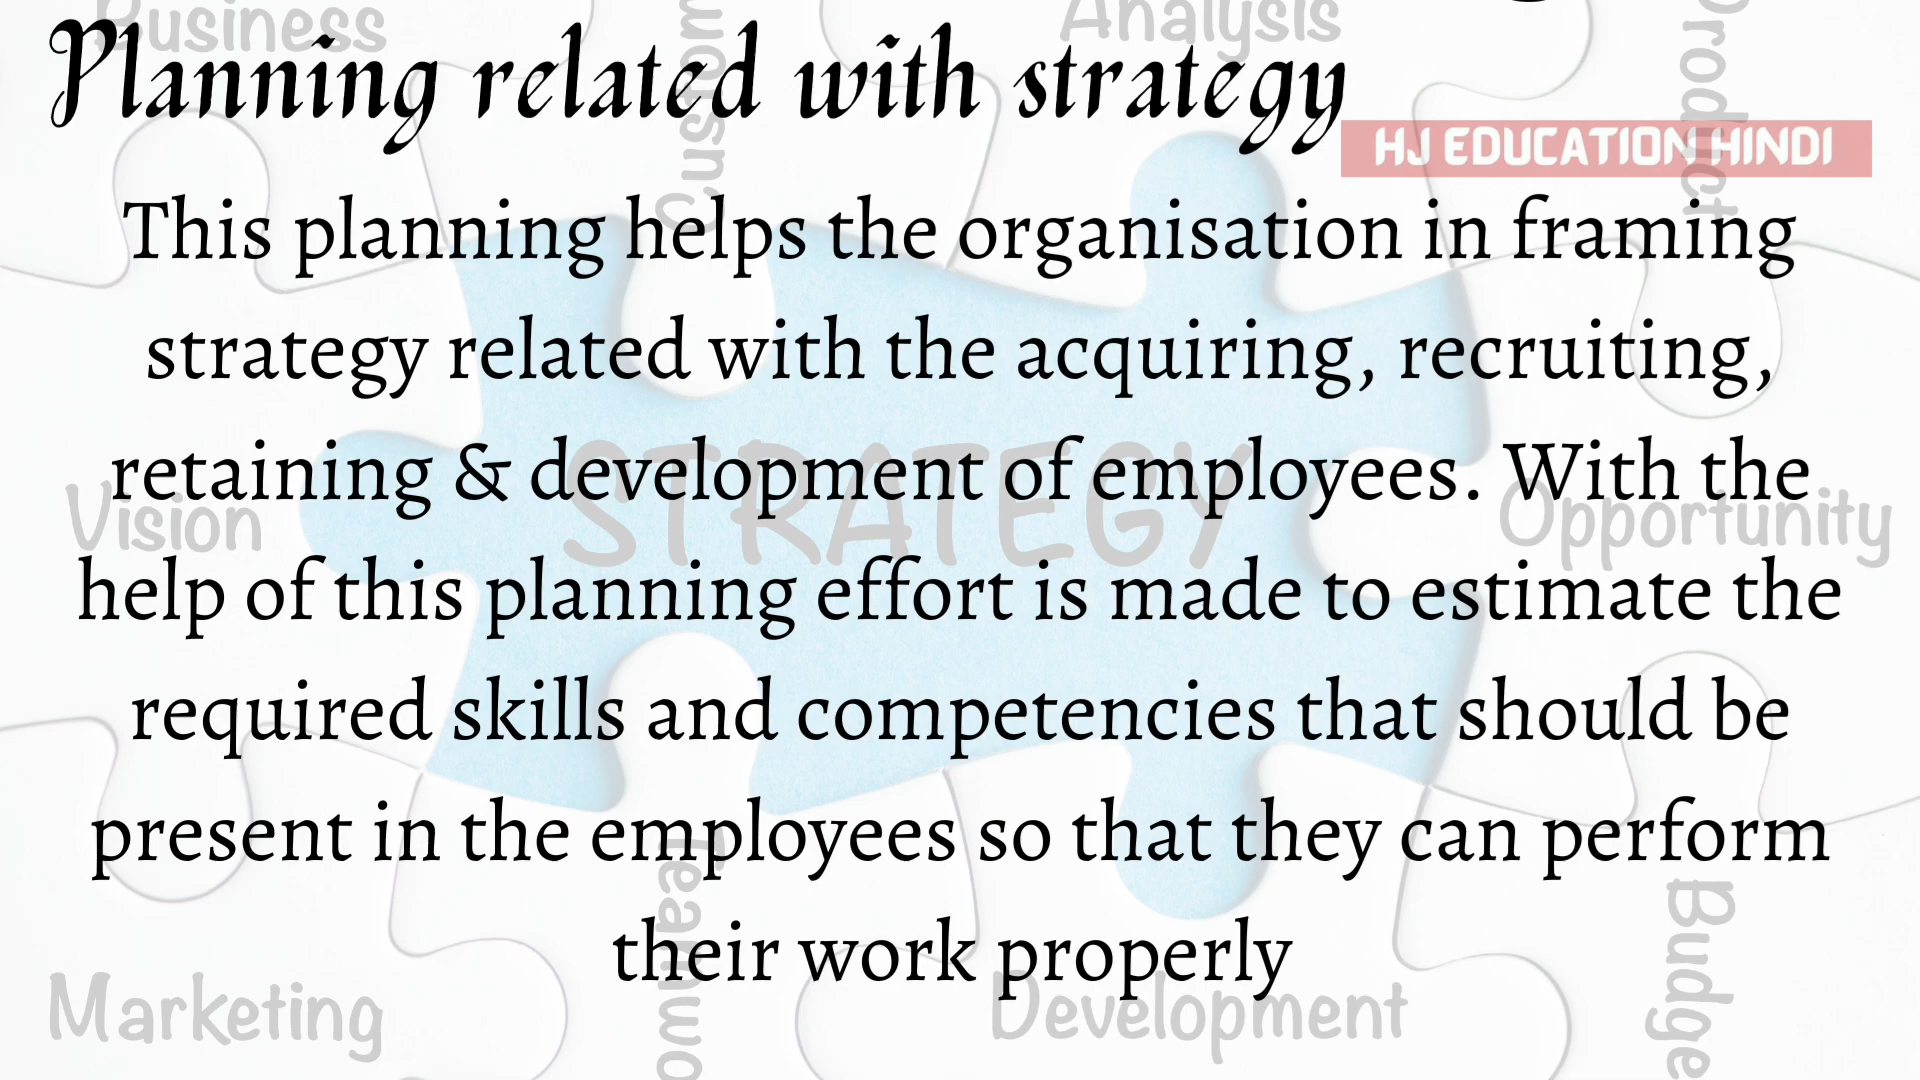 Business
Analysis
Planning related with strategy
Product
HJ EDUCATION HINDI
This planning helps the organisation in framing
strategy related with the acquiring, recruiting,
STRATEGY
retaining & development of employees. With the
Vision
Opportunity
help of this planning effort is made to estimate the
required skills and competencies that should be
present in the employees so that they can perform
their work properly
Marketing
Development